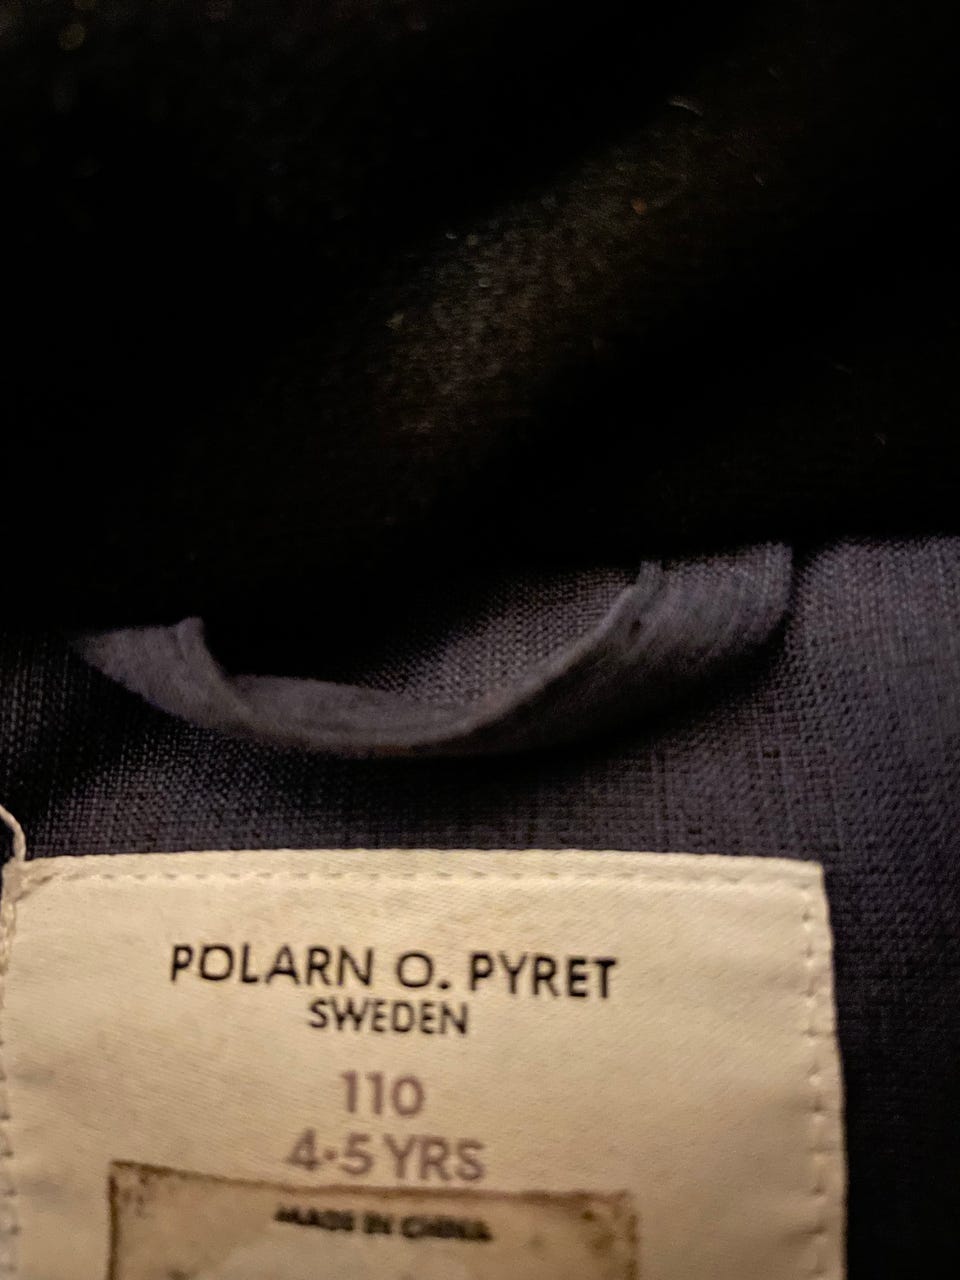 POLARN O. PYRET
SWEDEN
110
4-5 YRS
MADE IN CHINA